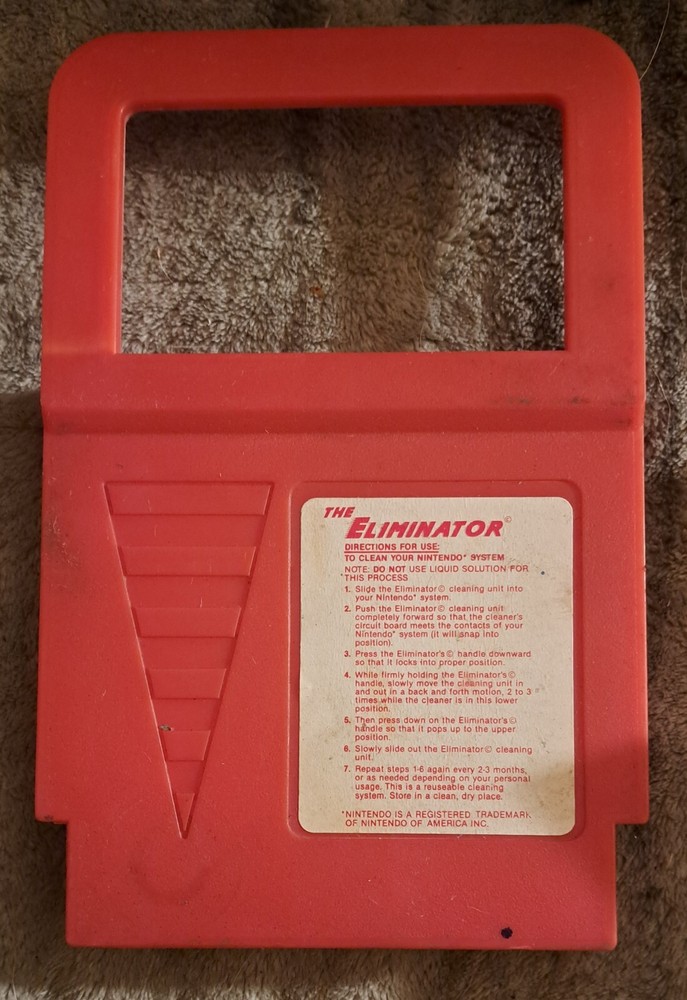 THE
ELIMINATOR©
DIRECTIONS FOR USE:
TO CLEAN YOUR NINTENDO* SYSTEM
NOTE: DO NOT USE LIQUID SOLUTION FOR
THIS PROCESS
1. Slide the Eliminator© cleaning unit into
your Nintendo* system.
2. Push the Eliminator© cleaning unit
completely forward so that the cleaner's
circuit board meets the contacts of your
Nintendo* system (it will snap into
position).
3. Press the Eliminator's© handle downward
so that it locks into proper position.
4. While firmly holding the Eliminator's©
handle, slowly move the cleaning unit in
and out in a back and forth motion, 2 to 3
times while the cleaner is in this lower
position.
5. Then press down on the Eliminator's©
handle so that it pops up to the upper
position.
6. Slowly slide out the Eliminator© cleaning
unit.
7. Repeat steps 1-6 again every 2-3 months,
or as needed depending on your personal
usage. This is a reuseable cleaning
system. Store in a clean, dry place.
*NINTENDO IS A REGISTERED TRADEMARK
OF NINTENDO OF AMERICA INC.